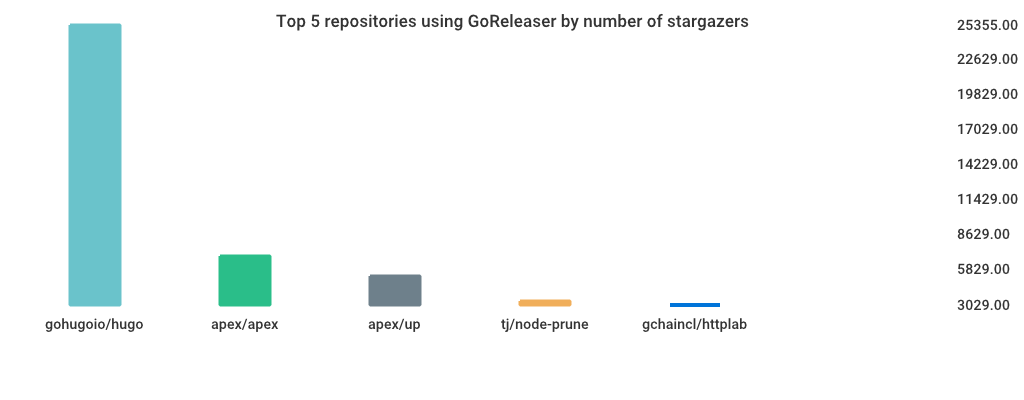 Top 5 repositories using GoReleaser by number of stargazers
25355.00
22629.00
19829.00
17029.00
14229.00
11429.00
8629.00
5829.00
3029.00
gohugoio/hugo
apex/apex
apex/up
tj/node-prune
gchaincl/httplab